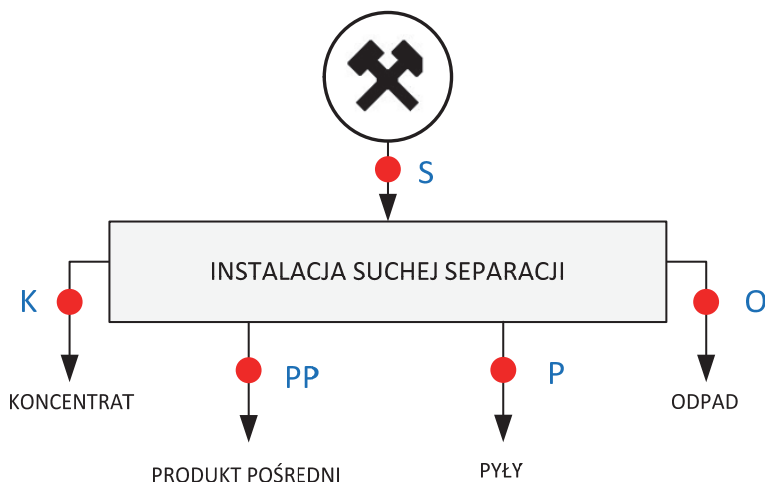 S
INSTALACJA SUCHEJ SEPARACJI
K
O
PP
P
KONCENTRAT
ODPAD
PRODUKT POŚREDNI
PYŁY